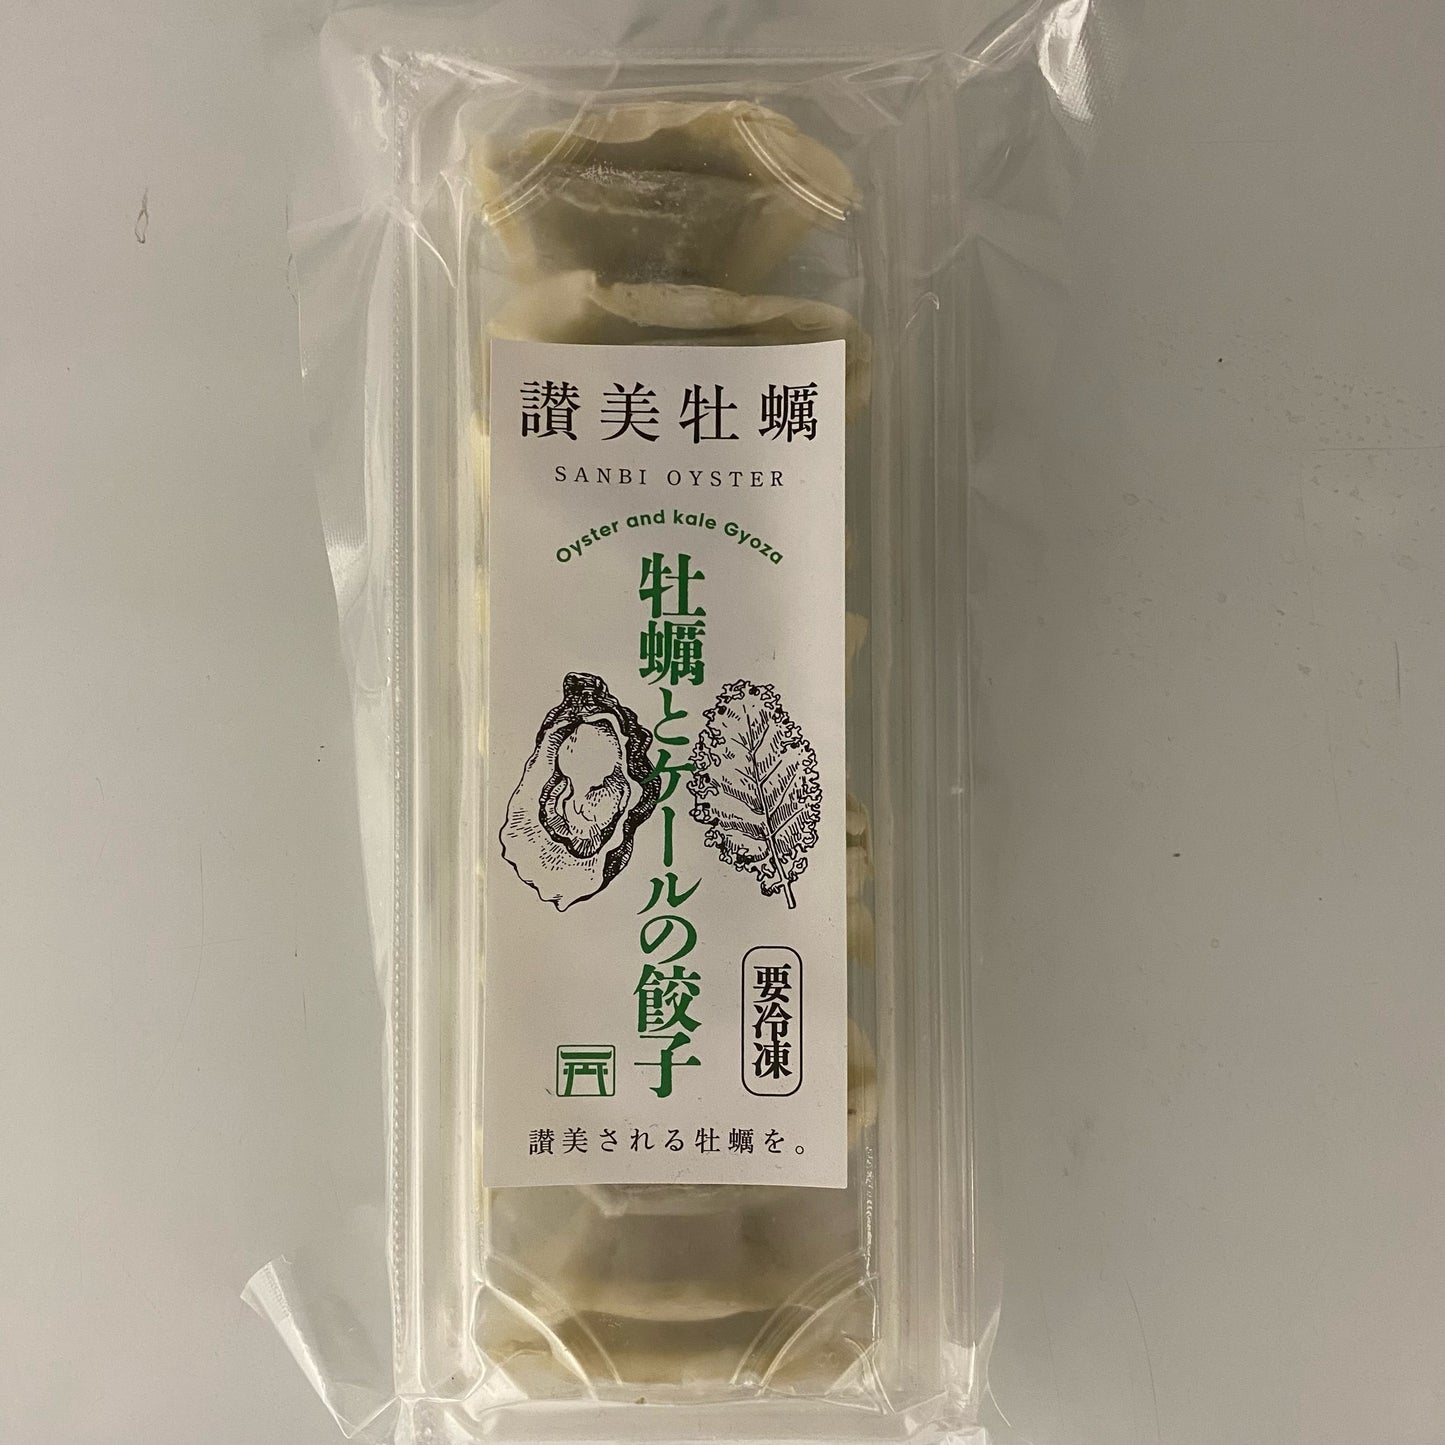 讃美牡蠣
SANBI OYSTER
Oyster and kale Gyoza
牡蠣とケールの餃子
要冷凍
讃美される牡蠣を。